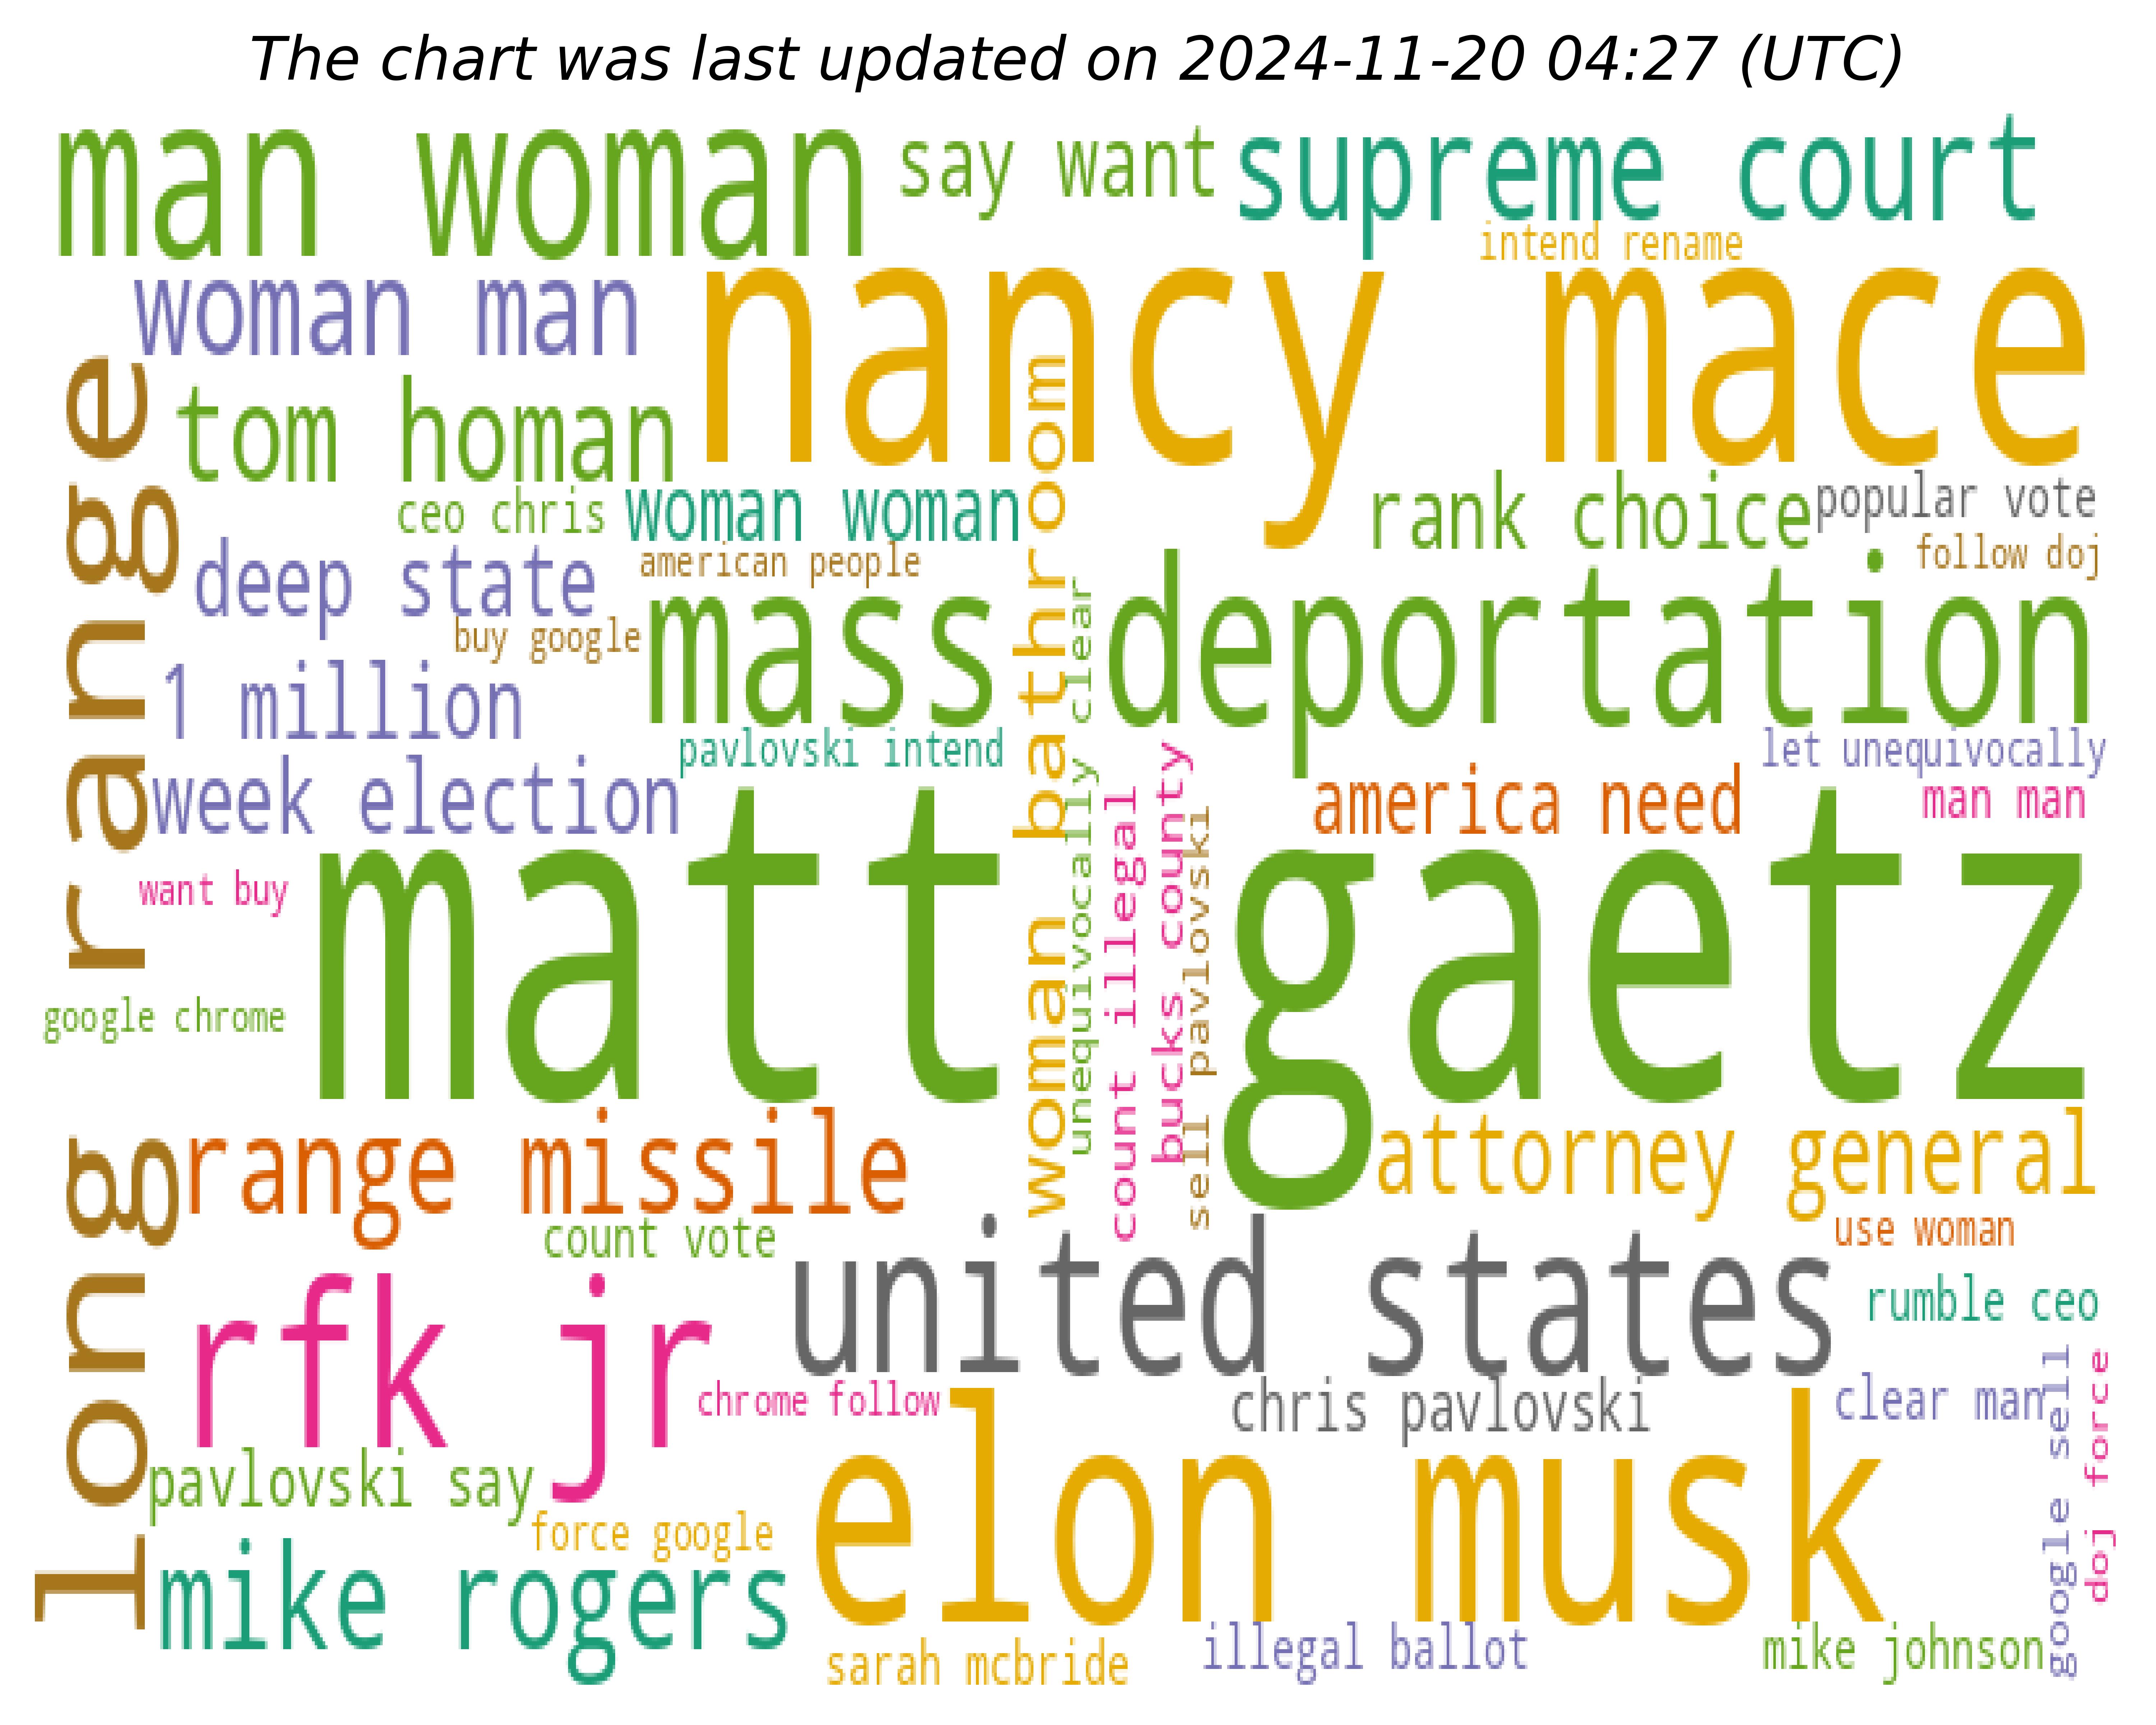 The chart was last updated on 2024-11-20 04:27 (UTC)
man woman
say want
supreme court
intend rename
woman man
nancy mace
tom homan
ceo chris
woman woman
rank choice
popular vote
deep state
american people
follow doj
buy google
mass deportation
1 million
pavlovski intend
let unequivocally
week election
america need
man man
long range
want buy
matt gaetz
google chrome
woman bathroom
unequivocally clear
count illegal
bucks county
sell pavlovski
range missile
attorney general
count vote
use woman
united states
rumble ceo
rfk jr
chrome follow
chris pavlovski
clear man
google sell
doj force
pavlovski say
elon musk
force google
mike rogers
sarah mcbride
illegal ballot
mike johnson